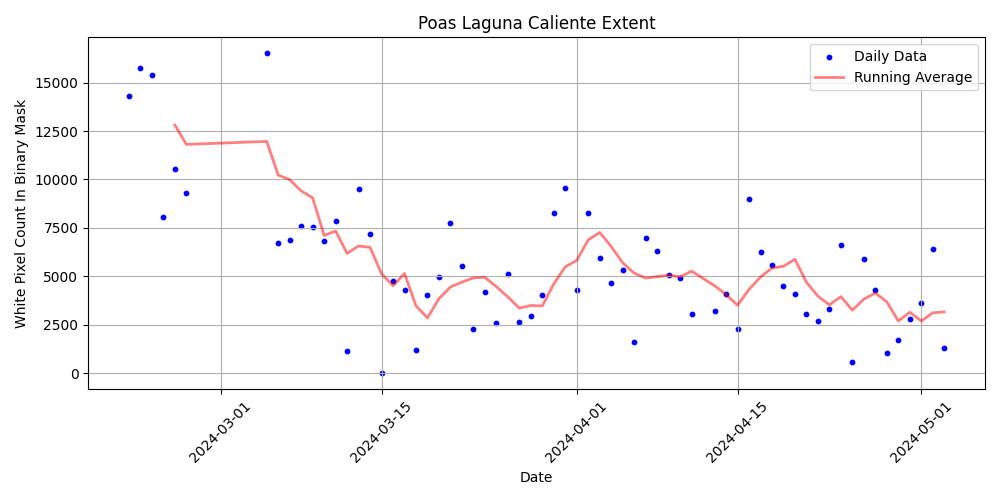 Poas Laguna Caliente Extent
Daily Data
Running Average
White Pixel Count In Binary Mask
15000
12500
10000
7500
5000
2500
0
2024-03-01
2024-03-15
2024-04-01
2024-04-15
2024-05-01
Date